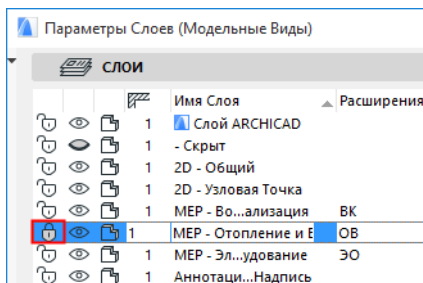 Параметры Слоев (Модельные Виды)
слои
Имя Слоя Расширения
1 Слой ARCHICAD
1 - Скрыт
1 2D - Общий
1 2D - Узловая Точка
1 MEP - Во...ализация ВК
1 MEP - Отопление и В ОВ
1 MEP - Эл...удование ЭО
1 Аннотаци...Надпись